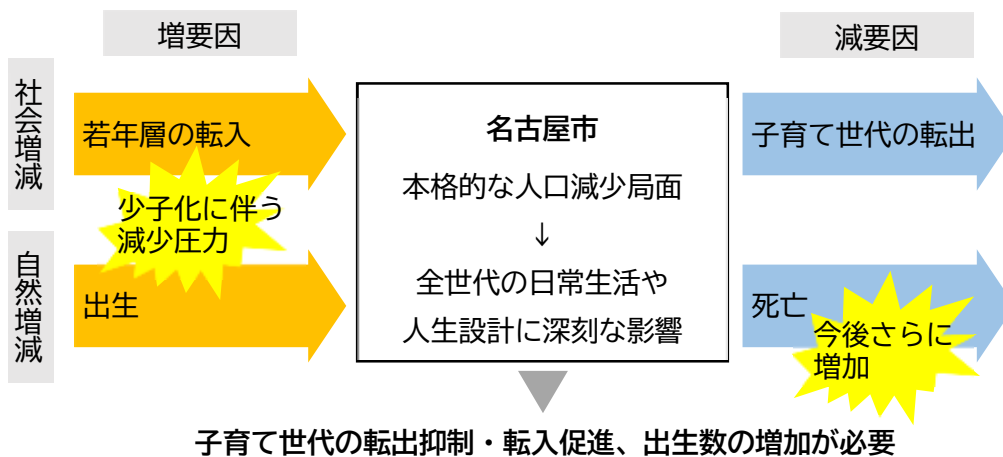 増要因
減要因
社会増減
若年層の転入
名古屋市
子育て世代の転出
本格的な人口減少局面
少子化に伴う
減少圧力
↓
自然増減
出生
全世代の日常生活や
人生設計に深刻な影響
死亡
今後さらに
増加
子育て世代の転出抑制・転入促進、出生数の増加が必要